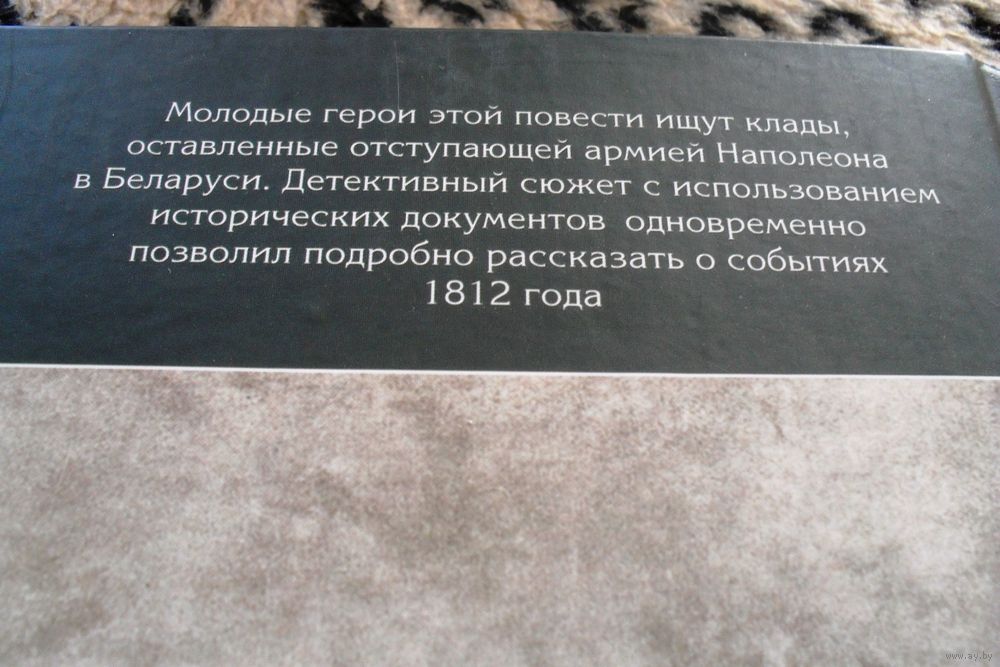 Молодые герои этой повести ищут клады,
оставленные отступающей армией Наполеона
в Беларуси. Детективный сюжет с использованием
исторических документов одновременно
позволил подробно рассказать о событиях
1812 года
www.ay.by